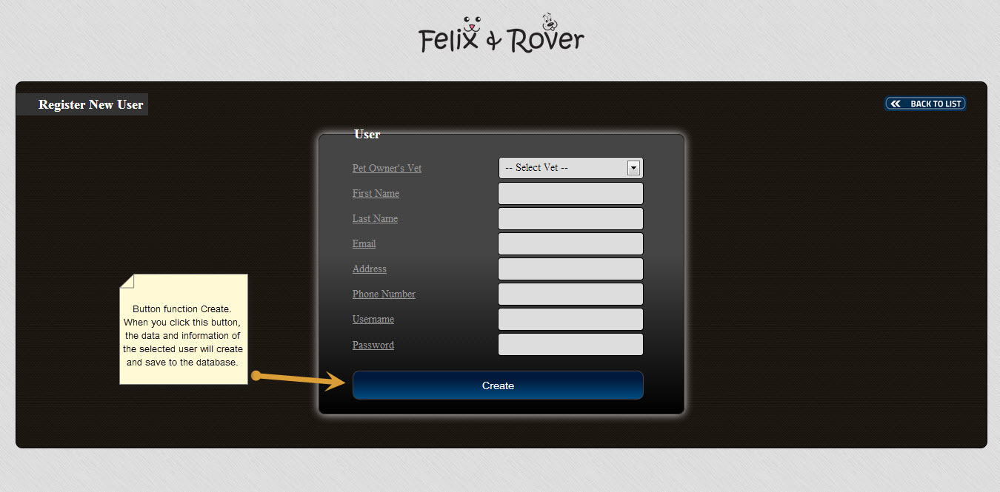 Felix & Rover
Register New User
BACK TO LIST
User
Pet Owner's Vet
-- Select Vet --
First Name
Last Name
Email
Address
Phone Number
Username
Password
Create
Button function Create.
When you click this button,
the data and information of
the selected user will create
and save to the database.